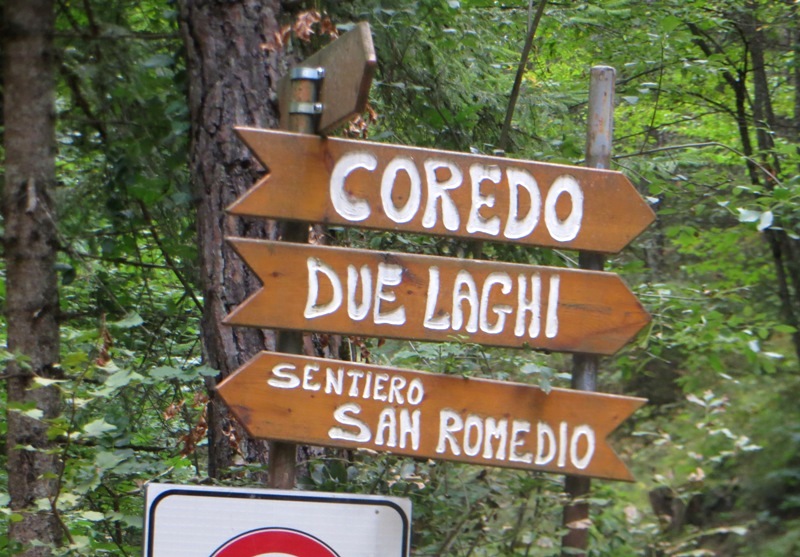 COREDO
DUE LAGHI
SENTIERO
SAN ROMEDIO